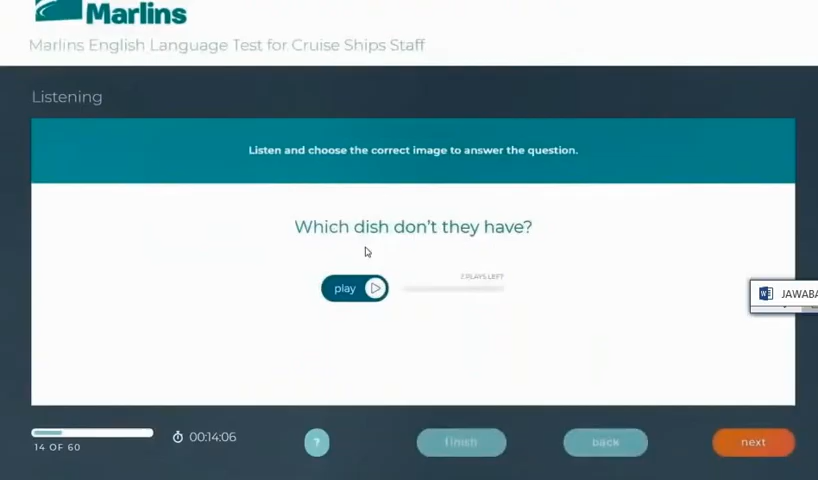 Marlins
Marlins English Language Test for Cruise Ships Staff
Listening
Listen and choose the correct image to answer the question.
Which dish don't they have?
play
PLAYS LEFT
JAWABA
14 OF 60
00:14:06
?
finish
back
next